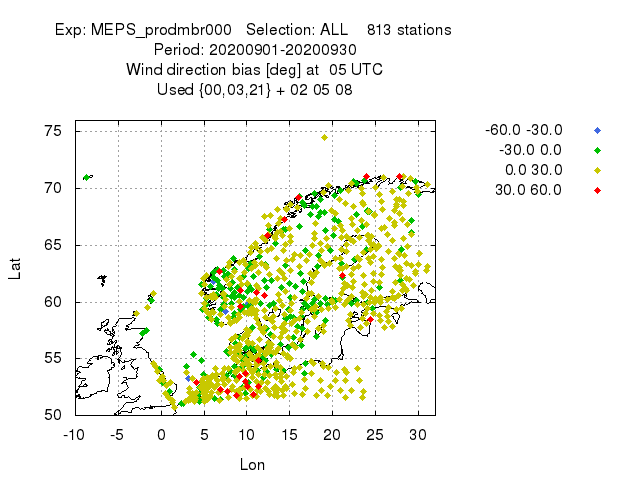 Exp: MEPS_prodmbr000 Selection: ALL 813 stations
Period: 20200901-20200930
Wind direction bias [deg] at 05 UTC
Used {00,03,21} + 02 05 08
-60.0 -30.0
-30.0 0.0
0.0 30.0
30.0 60.0
75
70
65
60
55
50
Lat
-10 -5 0 5 10 15 20 25 30
Lon